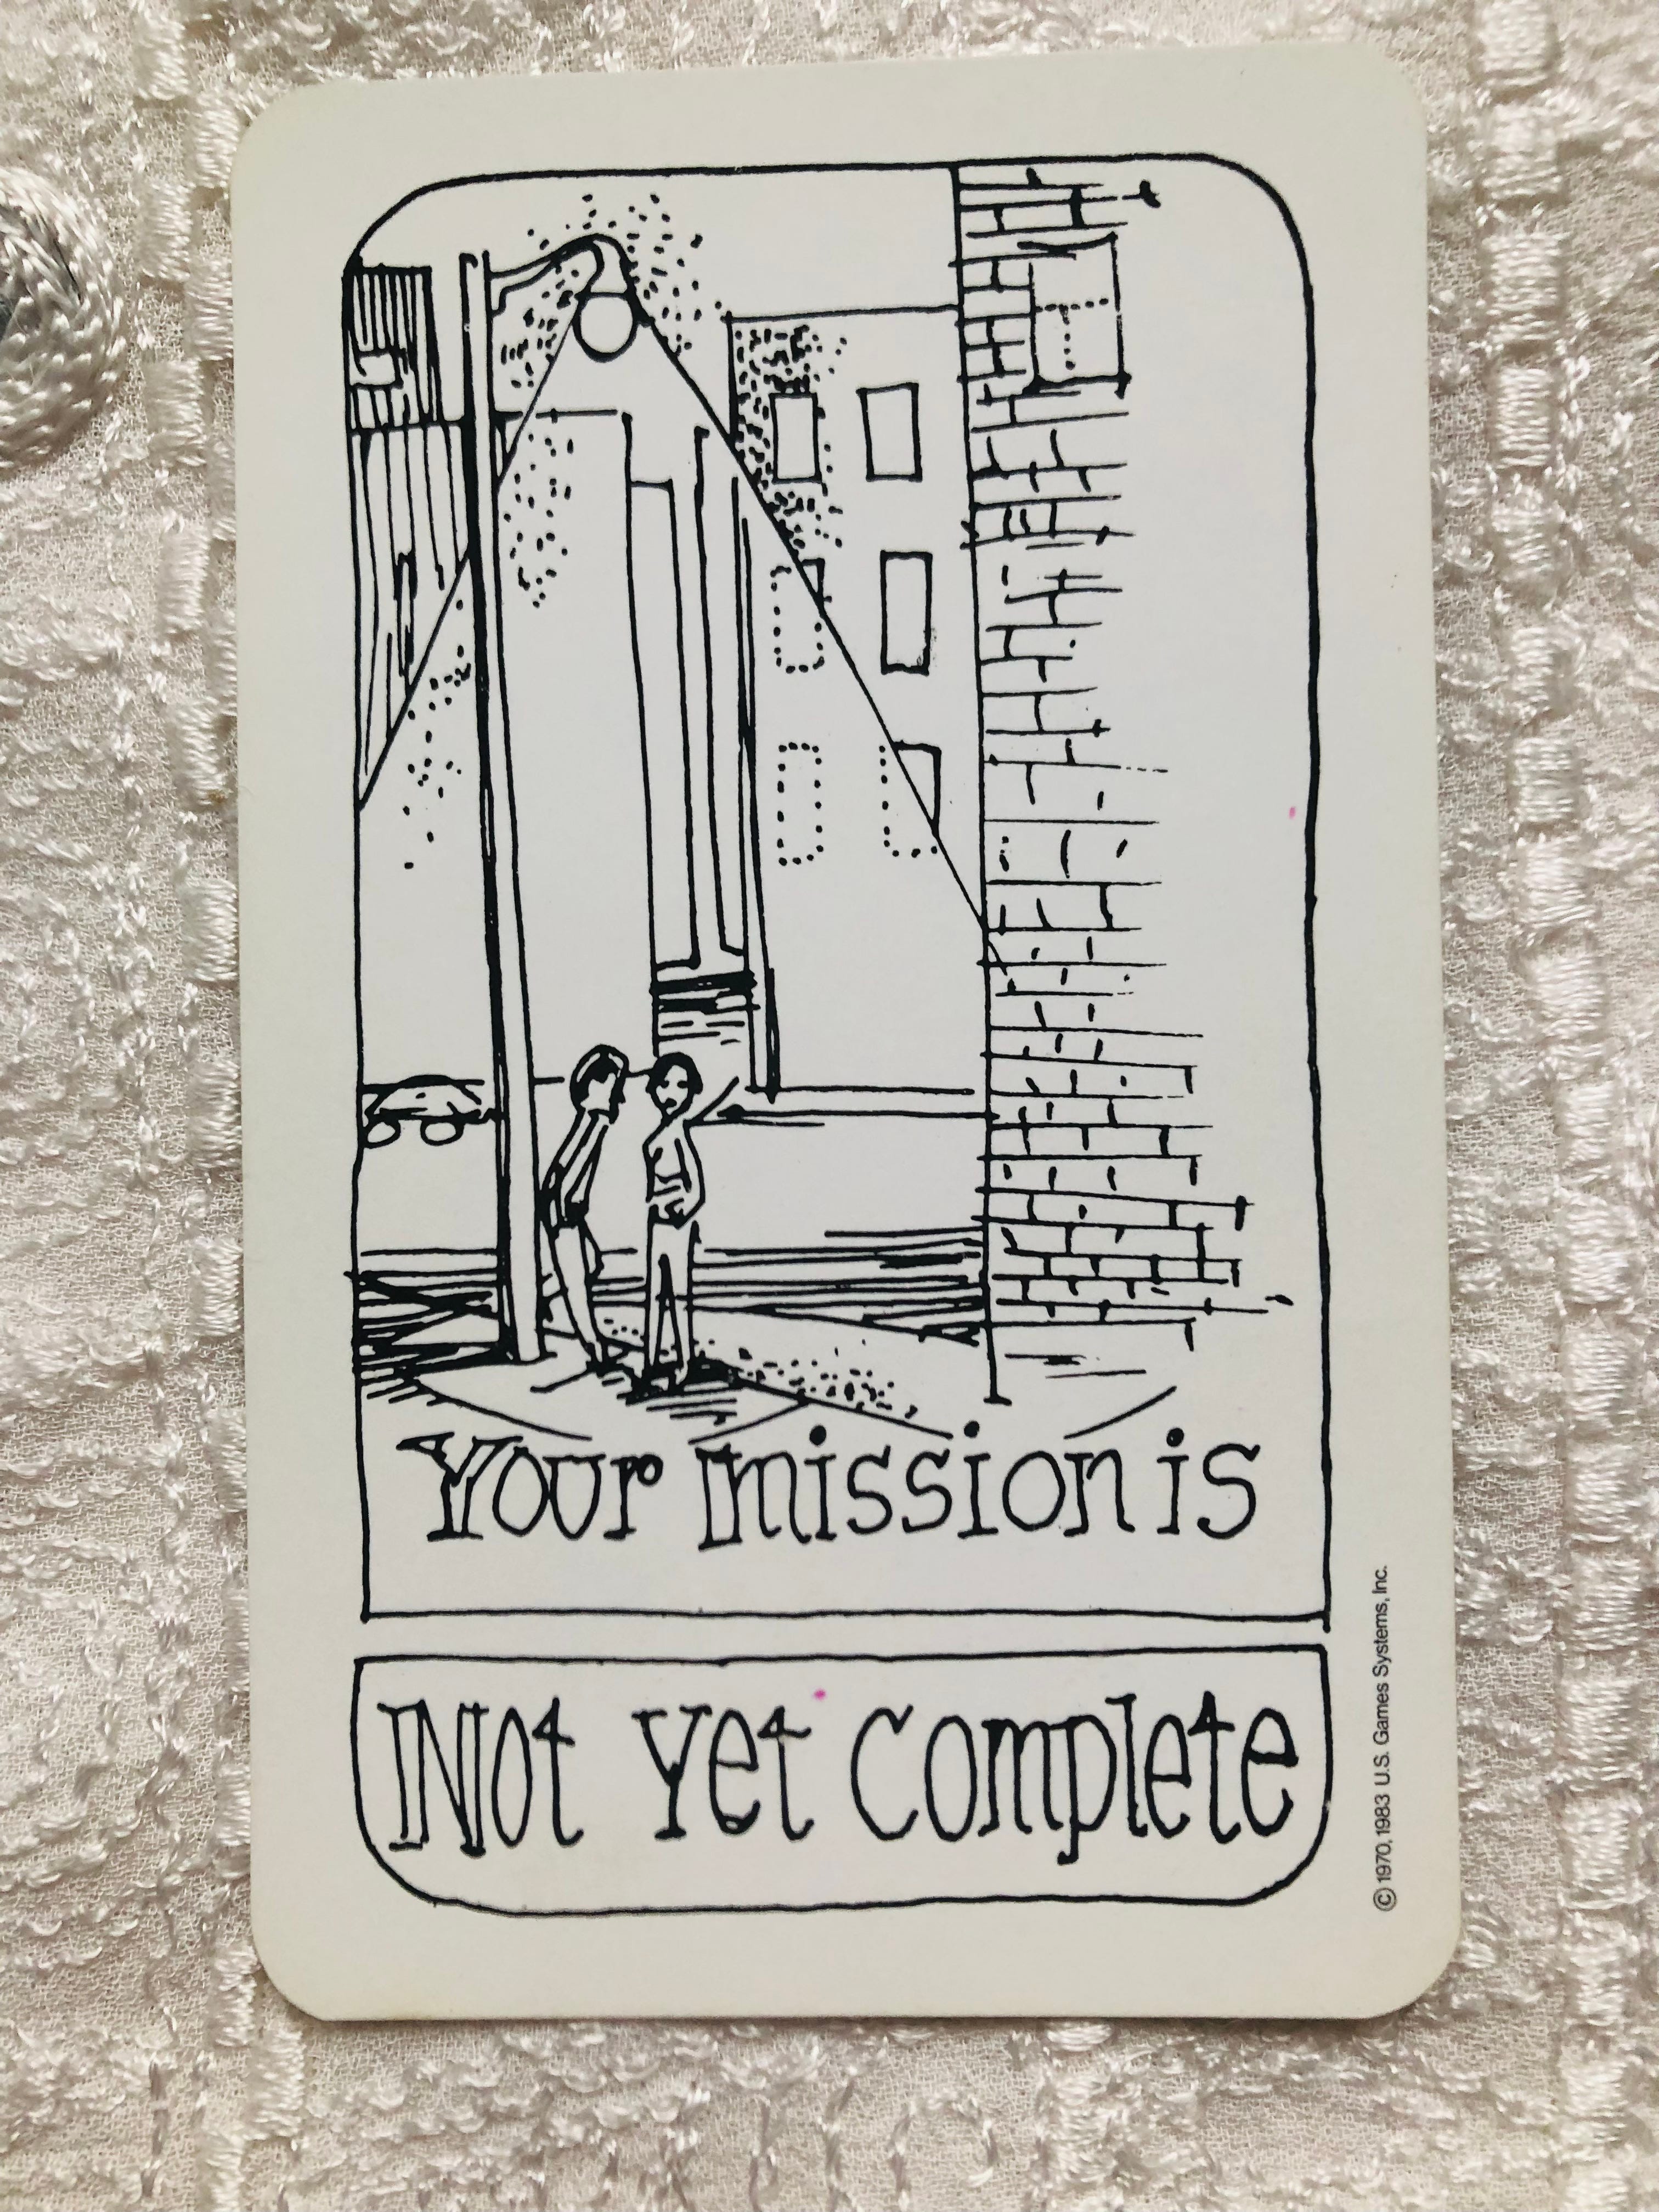 Your mission is
Not Yet Complete
© 1970, 1983 U.S. Games Systems, Inc.